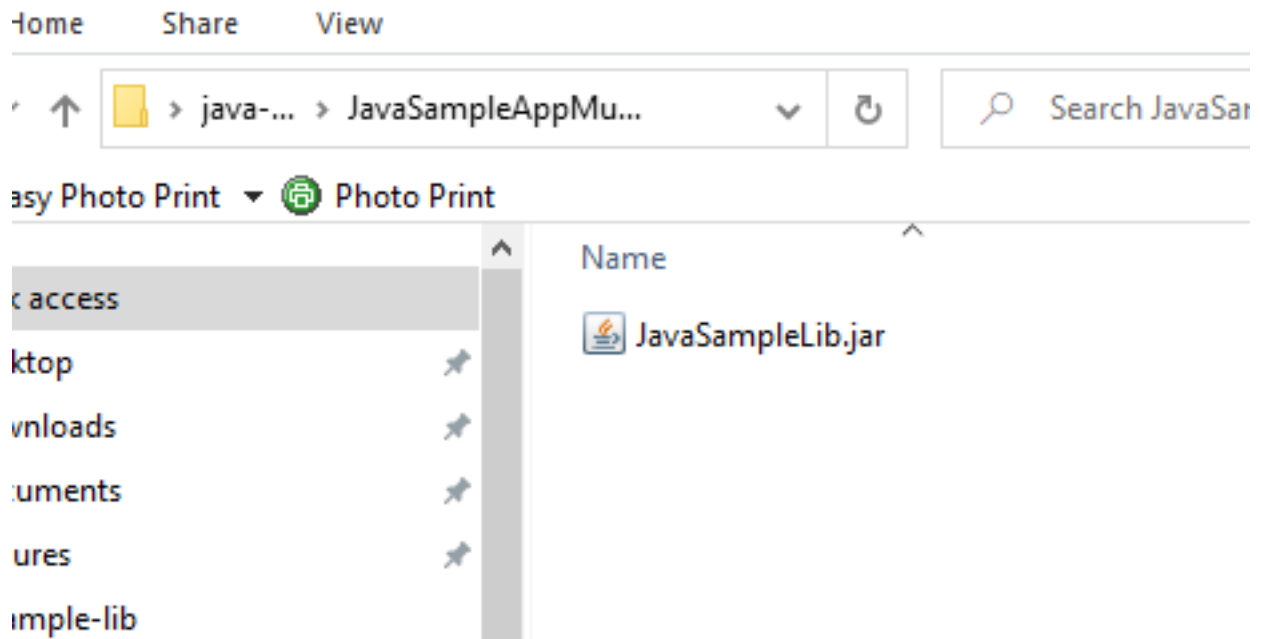 Home Share View
java-... JavaSampleAppMu... Search JavaSar
asy Photo Print Photo Print
Name
k access
JavaSampleLib.jar
ktop
wnloads
cuments
ures
ample-lib